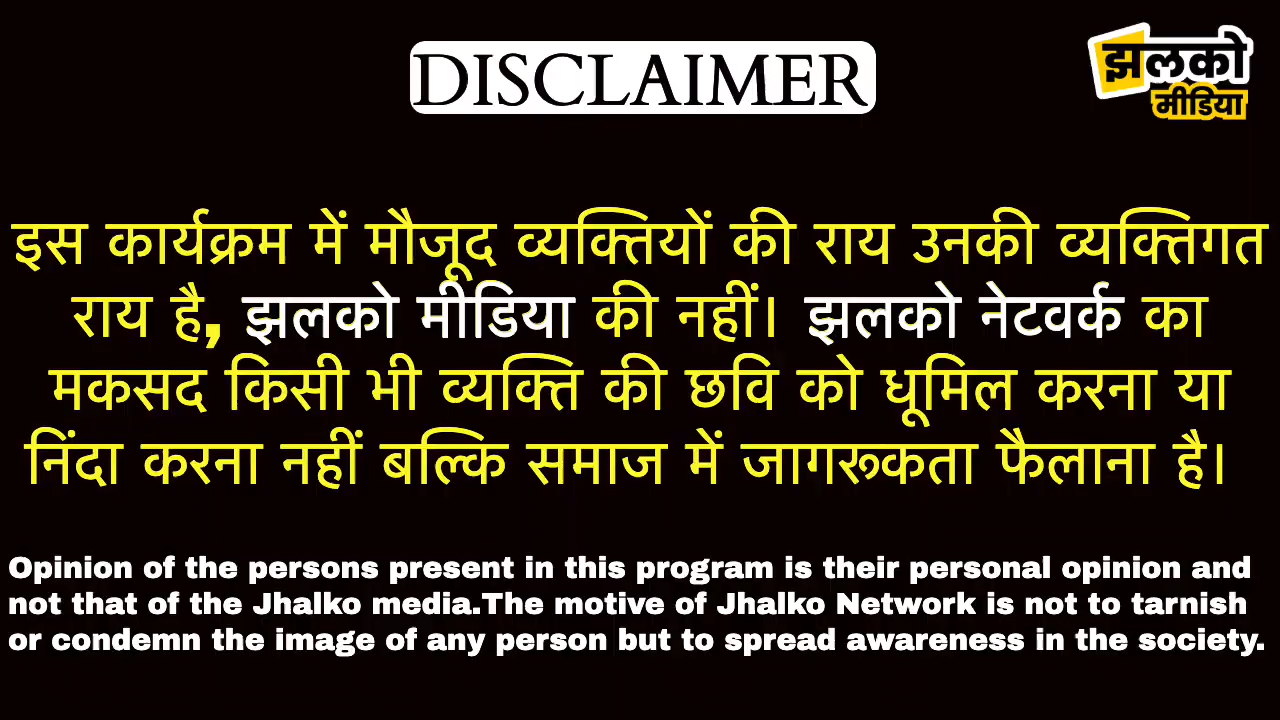 DISCLAIMER
झलको
मीडिया
इस कार्यक्रम में मौजूद व्यक्तियों की राय उनकी व्यक्तिगत
राय है, झलको मीडिया की नहीं। झलको नेटवर्क का
मकसद किसी भी व्यक्ति की छवि को धूमिल करना या
निंदा करना नहीं बल्कि समाज में जागरूकता फैलाना है।
Opinion of the persons present in this program is their personal opinion and
not that of the Jhalko media.The motive of Jhalko Network is not to tarnish
or condemn the image of any person but to spread awareness in the society.